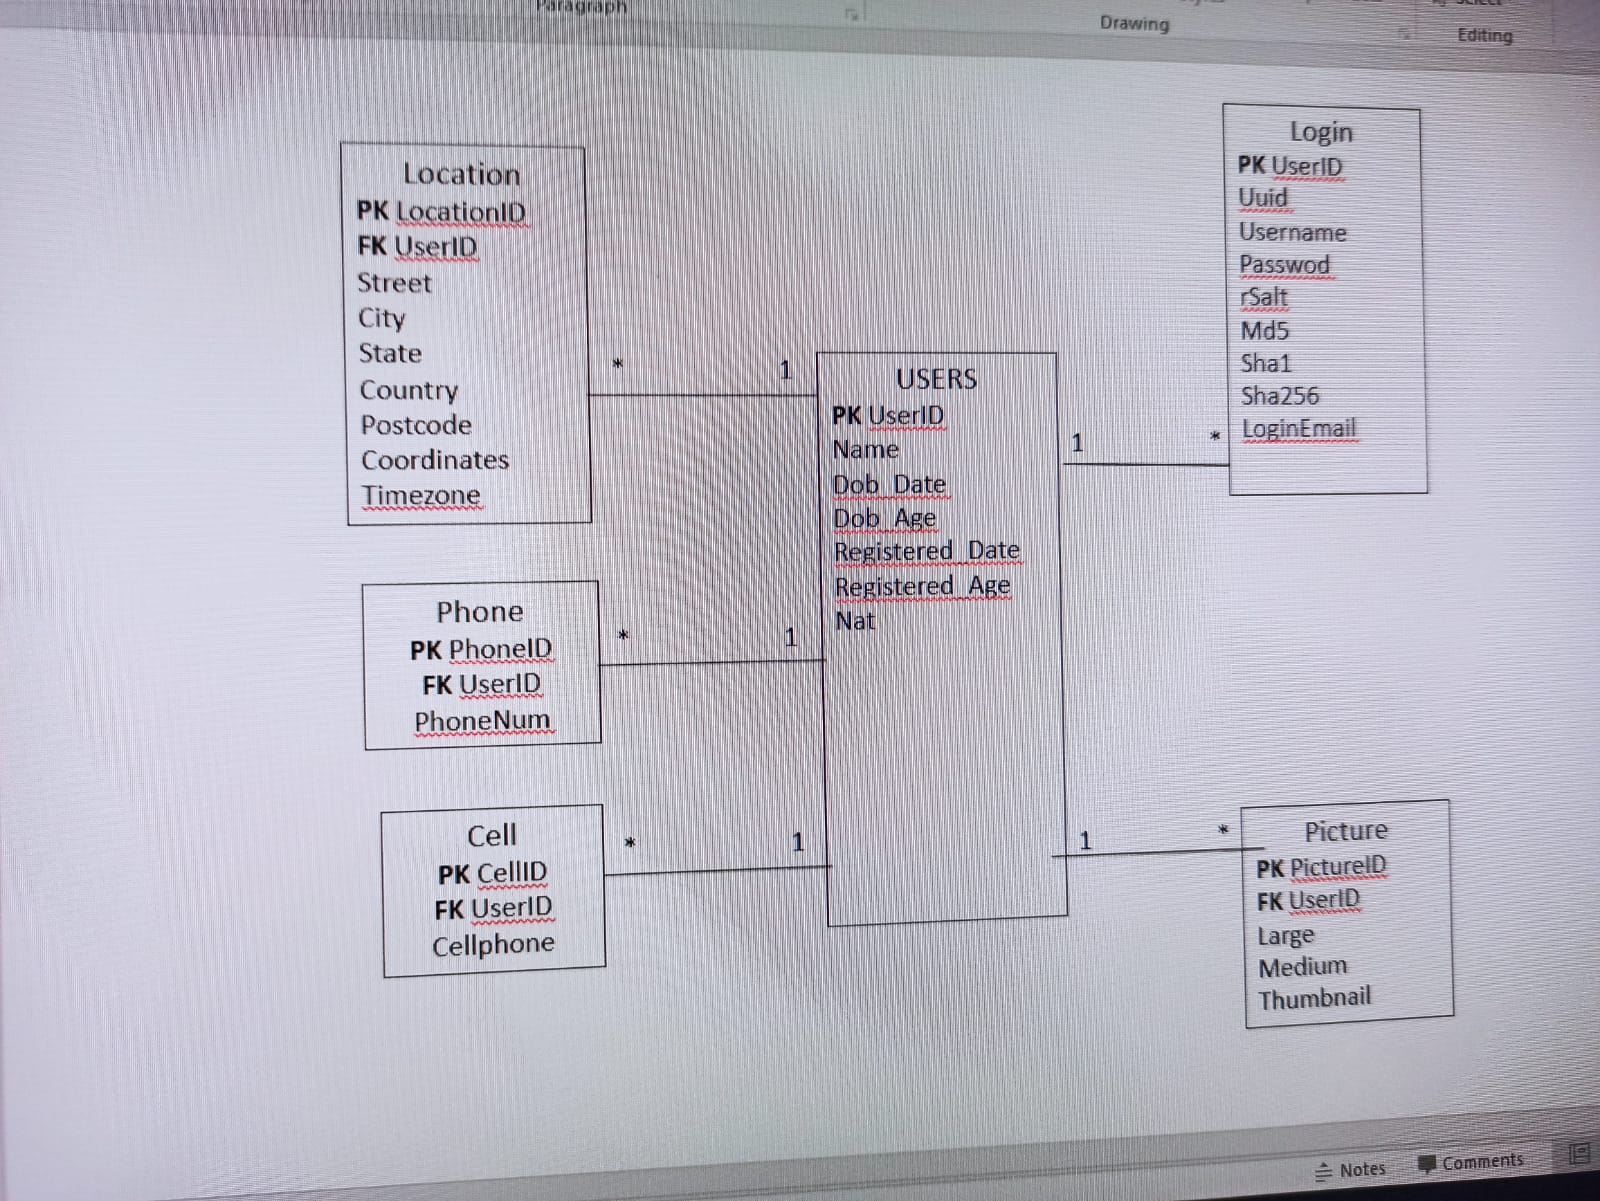 Paragraph
Drawing
Editing
Location
PK LocationID
FK UserID
Street
City
State
Country
Postcode
Coordinates
Timezone
* 1
Phone
PK PhoneID
FK UserID
PhoneNum
* 1
Cell
PK CellID
FK UserID
Cellphone
* 1
USERS
PK UserID
Name
Dob_Date
Dob_Age
Registered_Date
Registered_Age
Nat
1 *
Login
PK UserID
Uuid
Username
Passwod
rSalt
Md5
Sha1
Sha256
LoginEmail
1 *
Picture
PK PictureID
FK UserID
Large
Medium
Thumbnail
Notes
Comments